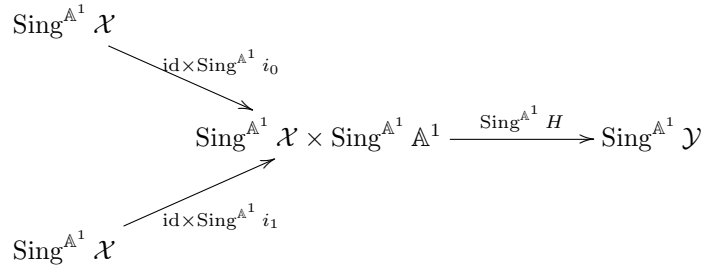 Sing^{𝔸^1} 𝒳
id×Sing^{𝔸^1} i_0
Sing^{𝔸^1} 𝒳 × Sing^{𝔸^1} 𝔸^1
Sing^{𝔸^1} H
Sing^{𝔸^1} 𝒴
id×Sing^{𝔸^1} i_1
Sing^{𝔸^1} 𝒳